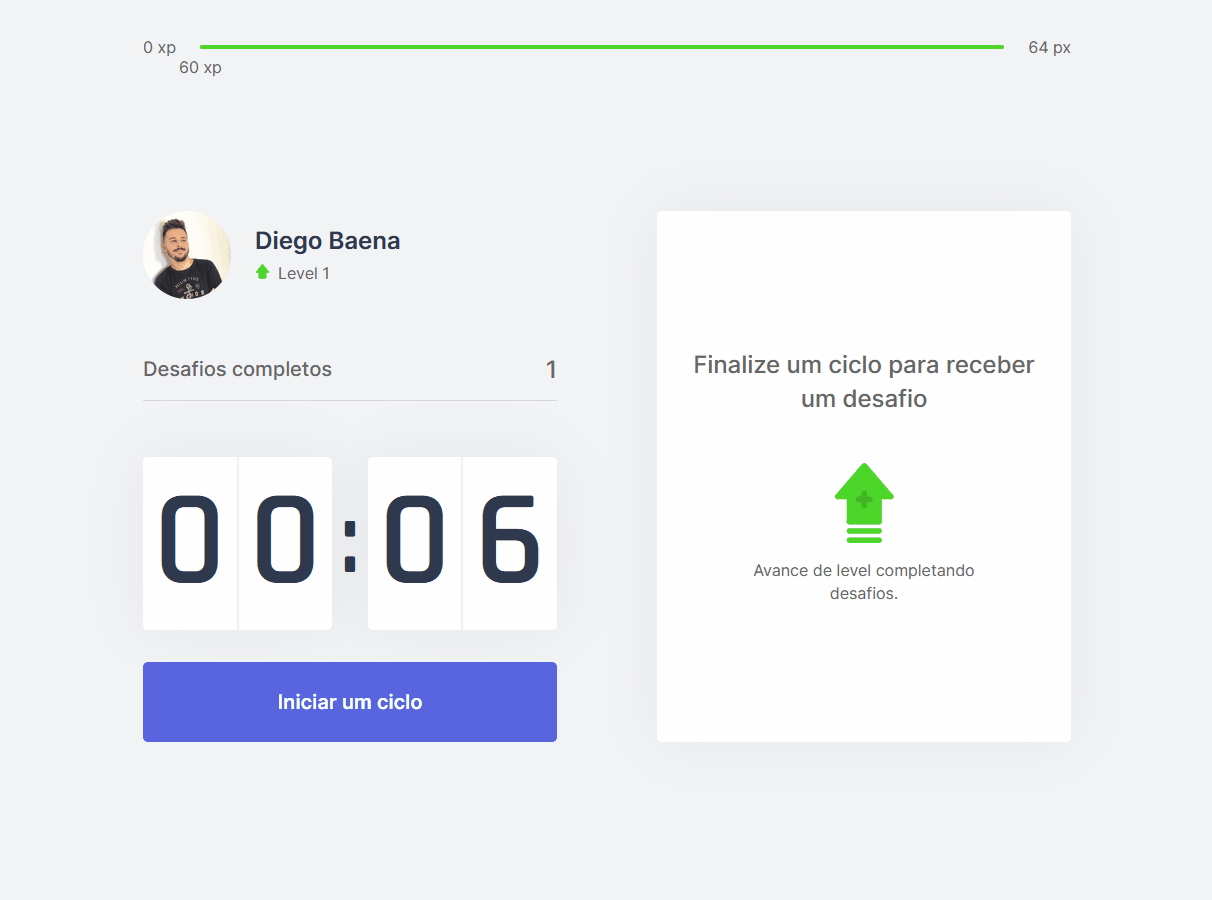 0 xp
64 px
60 xp
Diego Baena
Level 1
Desafios completos
1
00:06
Iniciar um ciclo
Finalize um ciclo para receber
um desafio
Avance de level completando
desafios.